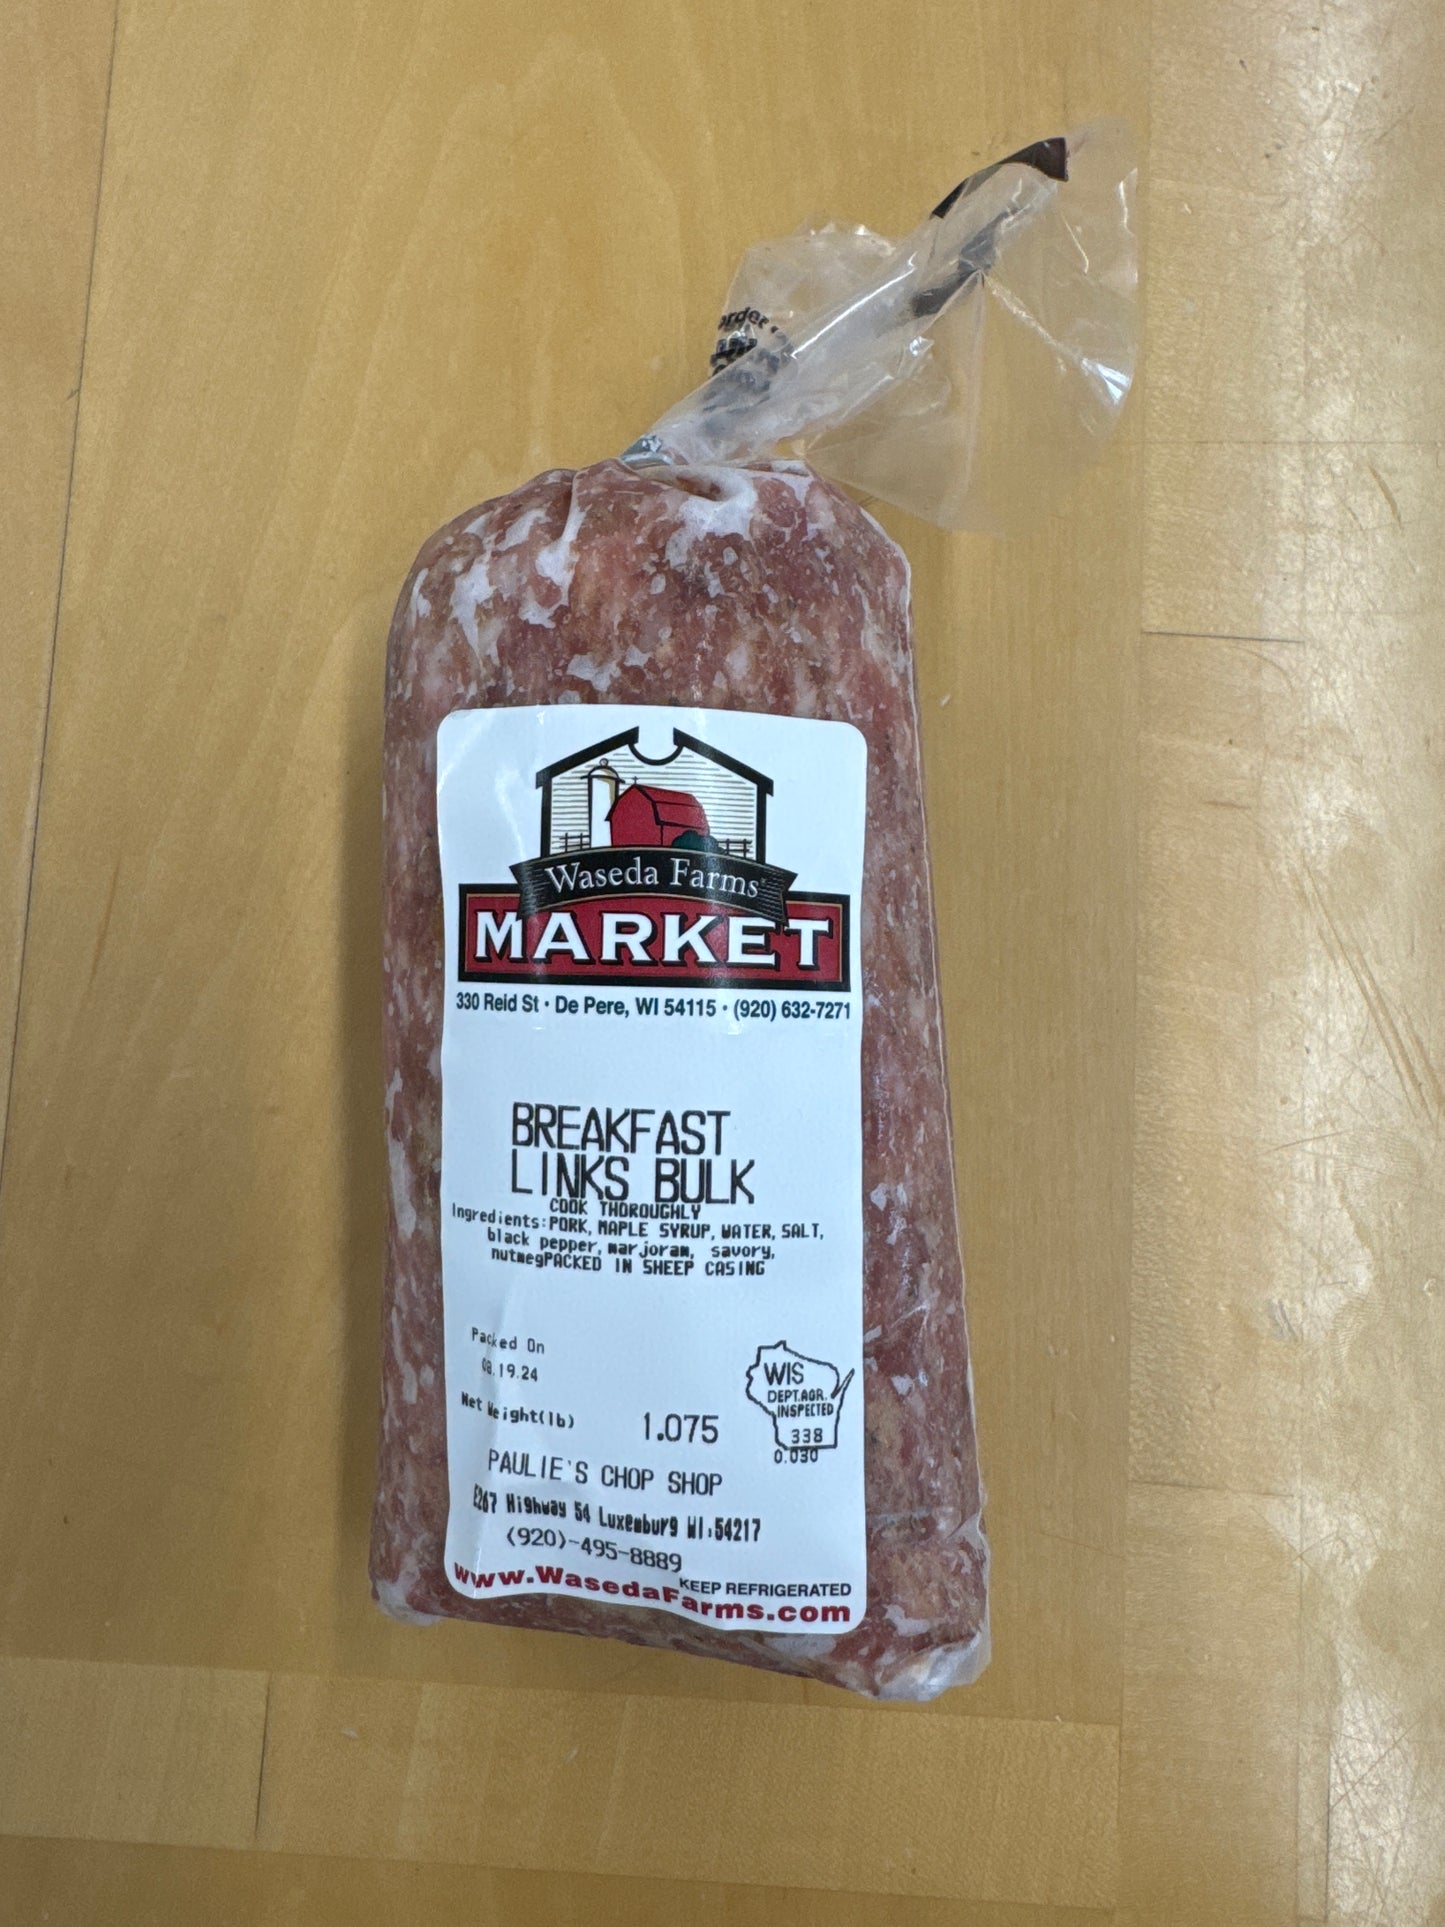 order
Waseda Farms
MARKET
330 Reid St • De Pere, WI 54115 • (920) 632-7271
BREAKFAST
LINKS BULK
COOK THOROUGHLY
Ingredients:PORK, MAPLE SYRUP, WATER, SALT,
black pepper, marjoram, savory,
nutmegPACKED IN SHEEP CASING
Packed On
08.19.24
Net Weight(lb) 1.075
WIS
DEPT.AGR.
INSPECTED
338
0.030
PAULIE'S CHOP SHOP
E267 Highway 54 Luxemburg WI,54217
(920)-495-8889
KEEP REFRIGERATED
www.WasedaFarms.com